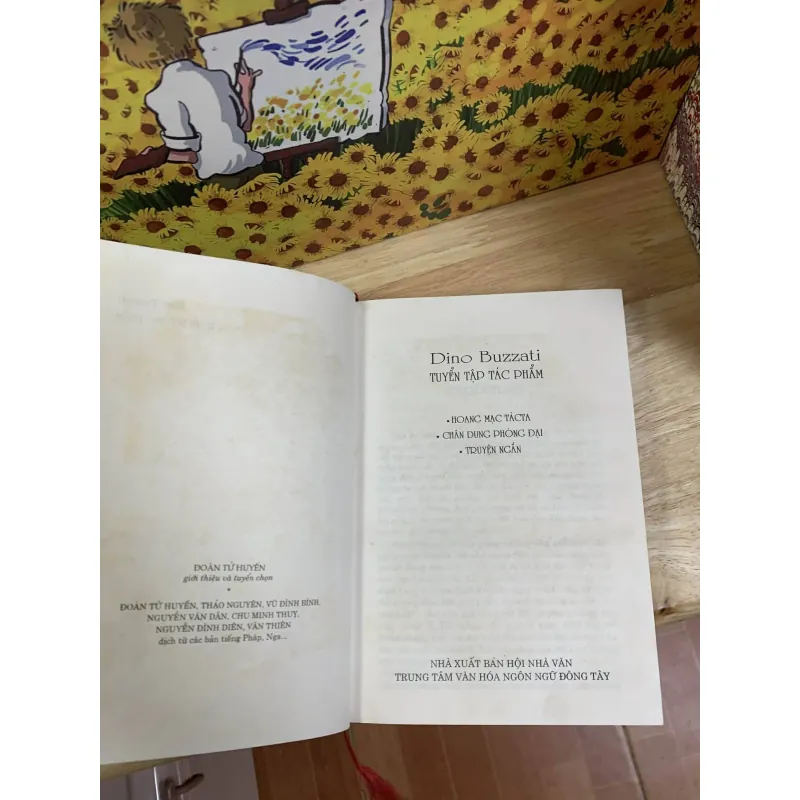 ĐOÀN TỬ HUYẾN
giới thiệu và tuyển chọn
•
ĐOÀN TỬ HUYẾN, THẢO NGUYÊN, VŨ ĐÌNH BÌNH,
NGUYỄN VĂN DÂN, CHU MINH THUỴ,
NGUYỄN ĐÌNH DIỄN, VĂN THIÊN
dịch từ các bản tiếng Pháp, Nga...
Dino Buzzati
TUYỂN TẬP TÁC PHẨM
• HOANG MẠC TÁCTA
• CHÂN DUNG PHÓNG ĐẠI
• TRUYỆN NGẮN
NHÀ XUẤT BẢN HỘI NHÀ VĂN
TRUNG TÂM VĂN HÓA NGÔN NGỮ ĐÔNG TÂY